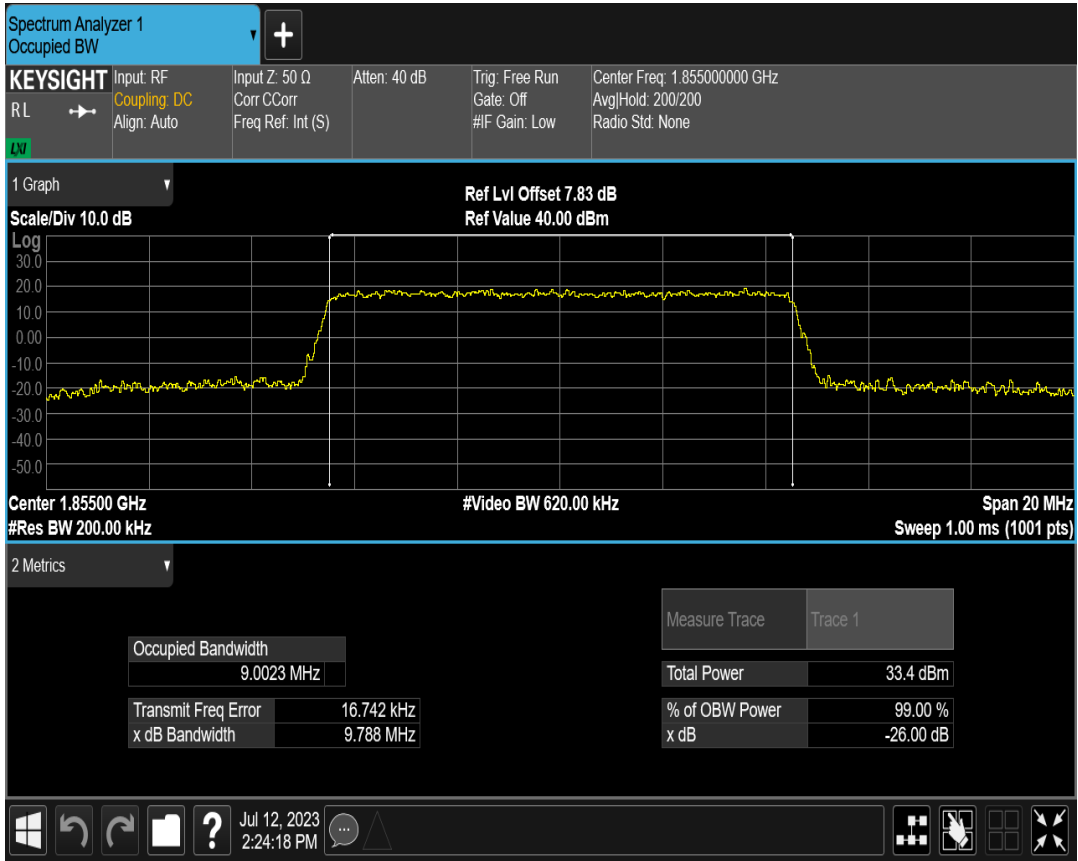 Spectrum Analyzer 1
Occupied BW
KEYSIGHT
R L
LXI
Input: RF
Coupling: DC
Align: Auto
Input Z: 50 Ω
Corr CCorr
Freq Ref: Int (S)
Atten: 40 dB
Trig: Free Run
Gate: Off
#IF Gain: Low
Center Freq: 1.855000000 GHz
Avg|Hold: 200/200
Radio Std: None
1 Graph
Scale/Div 10.0 dB
Ref Lvl Offset 7.83 dB
Ref Value 40.00 dBm
Log
30.0
20.0
10.0
0.00
-10.0
-20.0
-30.0
-40.0
-50.0
Center 1.85500 GHz
#Video BW 620.00 kHz
Span 20 MHz
#Res BW 200.00 kHz
Sweep 1.00 ms (1001 pts)
2 Metrics
Measure Trace
Trace 1
Occupied Bandwidth
9.0023 MHz
Total Power 33.4 dBm
Transmit Freq Error 16.742 kHz
% of OBW Power 99.00 %
x dB Bandwidth 9.788 MHz
x dB -26.00 dB
?
Jul 12, 2023
2:24:18 PM